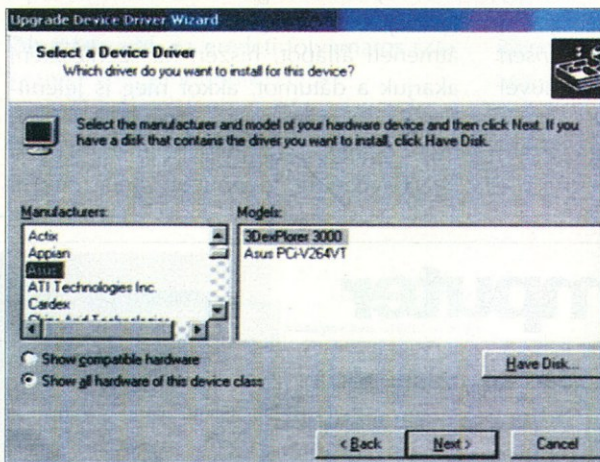 Upgrade Device Driver Wizard
Select a Device Driver
Which driver do you want to install for this device?
Select the manufacturer and model of your hardware device and then click Next. If you
have a disk that contains the driver you want to install, click Have Disk.
Manufacturers:
Models:
Actix
Appian
Asus
ATI Technologies Inc.
Cardex
3DexPlorer 3000
Asus PCI-V264VT
Show compatible hardware
Show all hardware of this device class
Have Disk...
< Back
Next >
Cancel